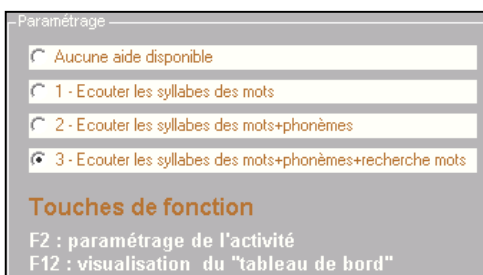 Paramétrage
Aucune aide disponible
1 - Ecouter les syllabes des mots
2 - Ecouter les syllabes des mots+phonèmes
3 - Ecouter les syllabes des mots+phonèmes+recherche mots
Touches de fonction
F2 : paramétrage de l'activité
F12 : visualisation du "tableau de bord"